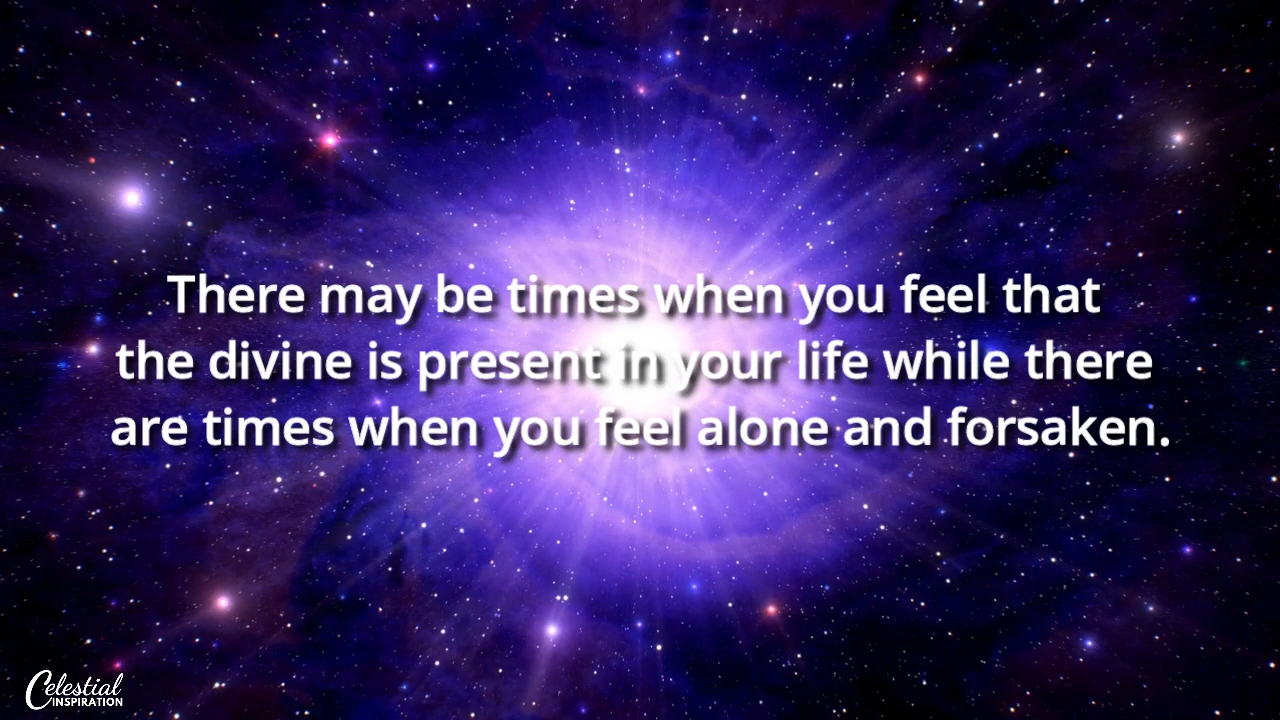 There may be times when you feel that
the divine is present in your life while there
are times when you feel alone and forsaken.
Celestial
INSPIRATION